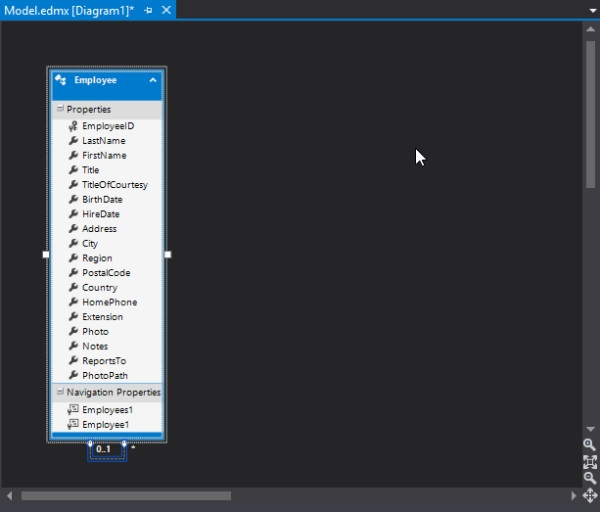 Model.edmx [Diagram1]*
Employee
Properties
EmployeeID
LastName
FirstName
Title
TitleOfCourtesy
BirthDate
HireDate
Address
City
Region
PostalCode
Country
HomePhone
Extension
Photo
Notes
ReportsTo
PhotoPath
Navigation Properties
Employees1
Employee1
0..1 *